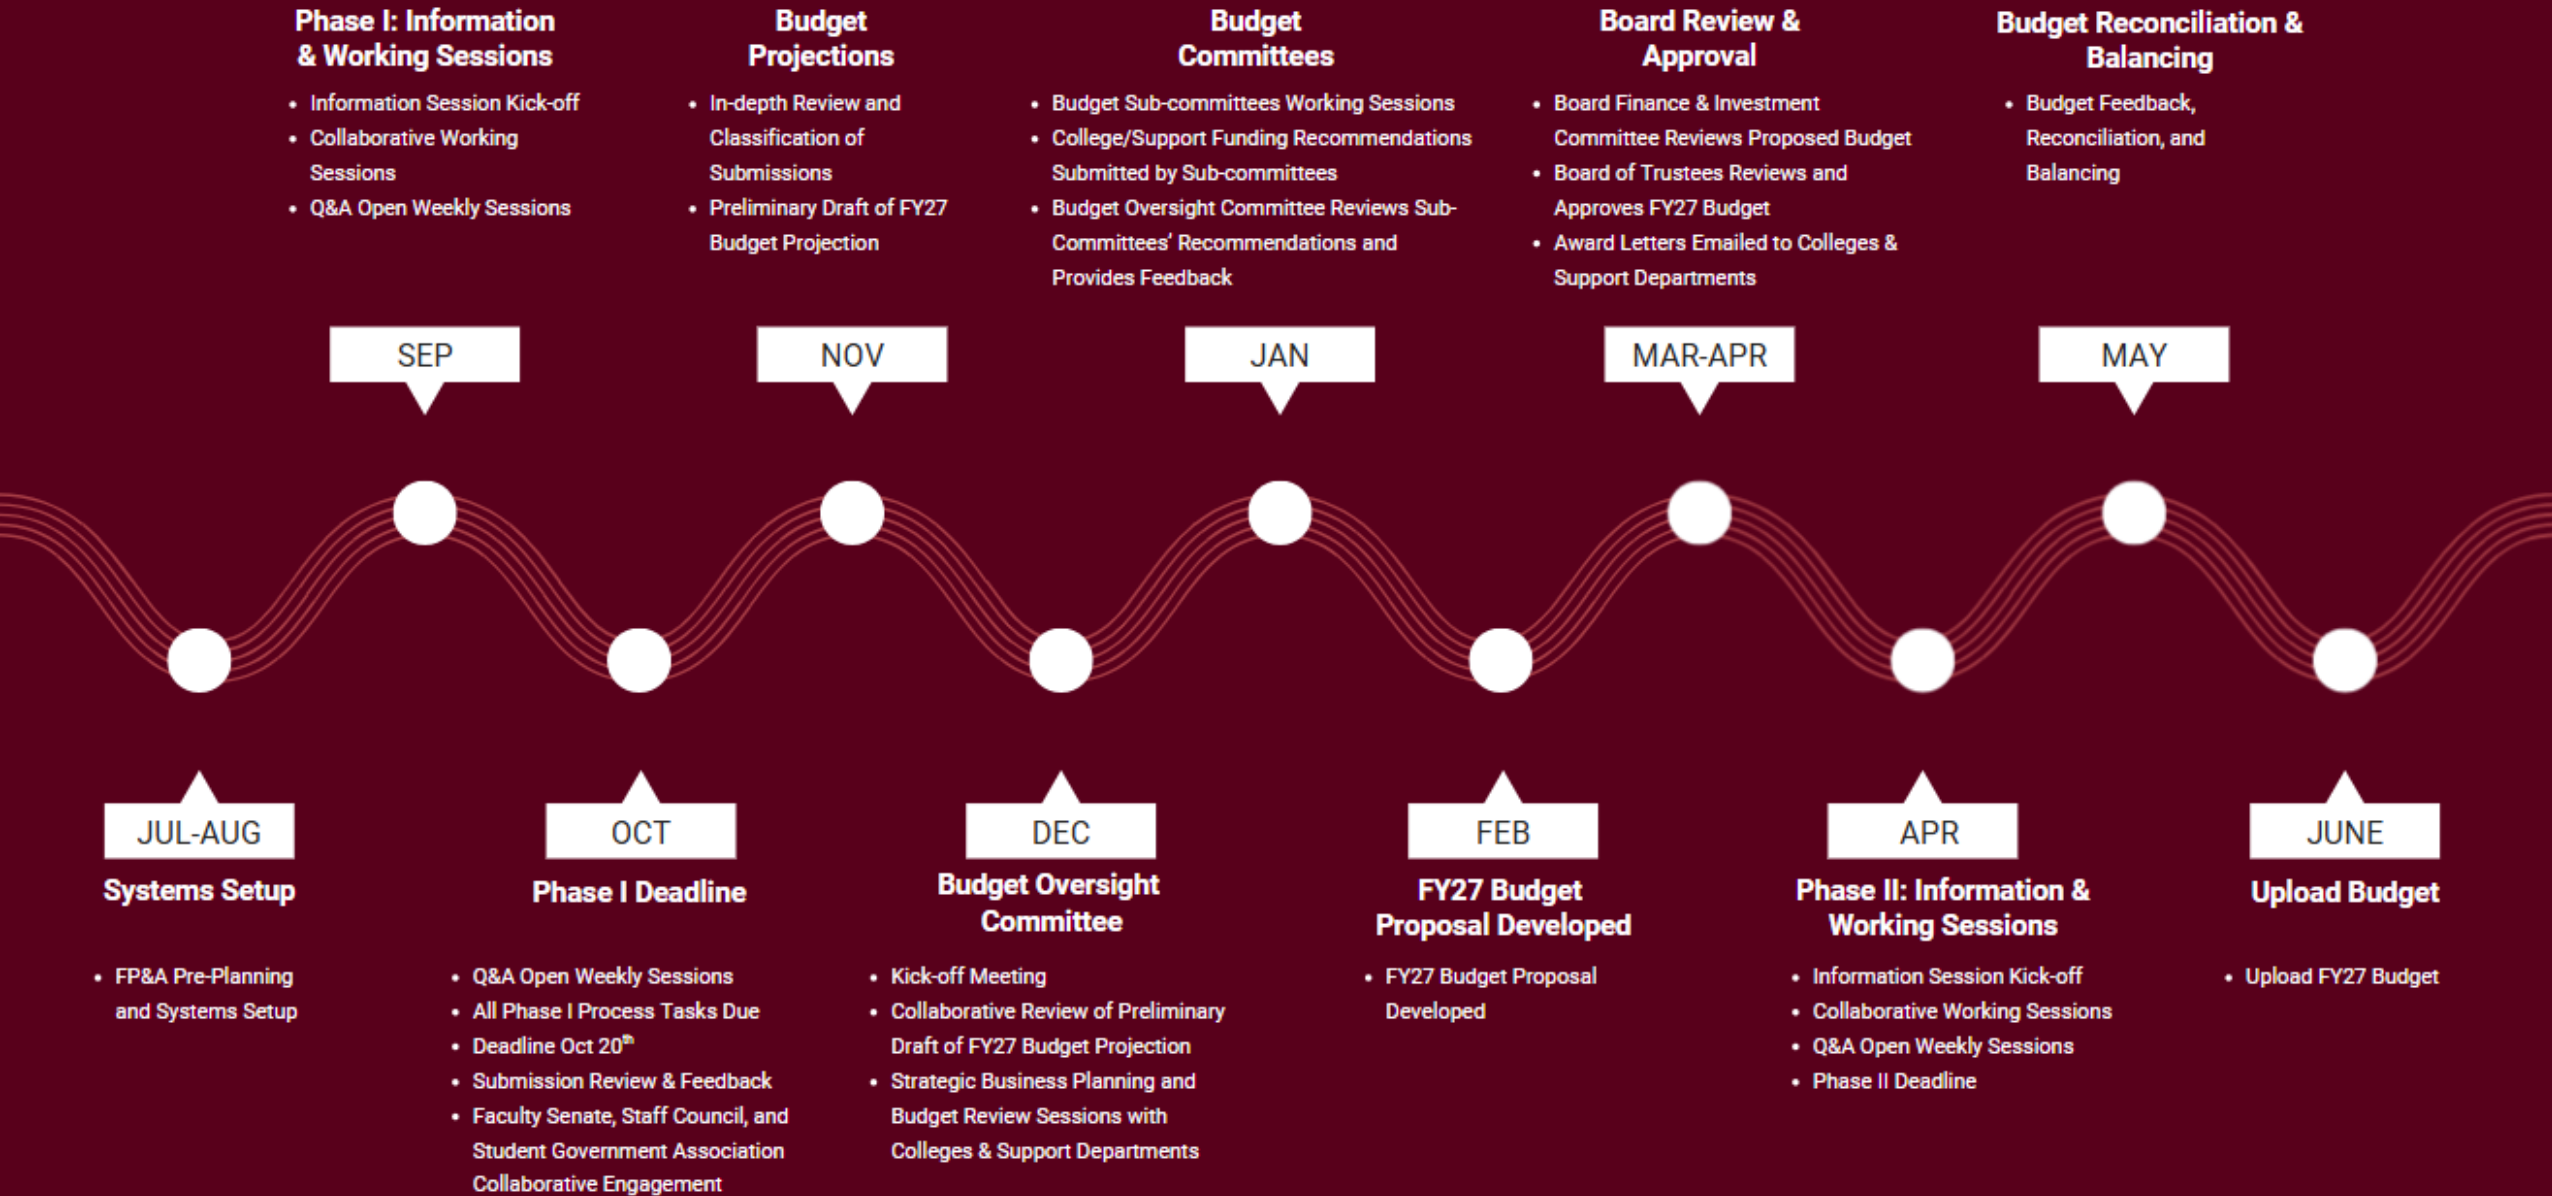 Phase I: Information
& Working Sessions
• Information Session Kick-off
• Collaborative Working
Sessions
• Q&A Open Weekly Sessions
SEP
Budget
Projections
• In-depth Review and
Classification of
Submissions
• Preliminary Draft of FY27
Budget Projection
NOV
Budget
Committees
• Budget Sub-committees Working Sessions
• College/Support Funding Recommendations
Submitted by Sub-committees
• Budget Oversight Committee Reviews Sub-
Committees' Recommendations and
Provides Feedback
JAN
Board Review &
Approval
• Board Finance & Investment
Committee Reviews Proposed Budget
• Board of Trustees Reviews and
Approves FY27 Budget
• Award Letters Emailed to Colleges &
Support Departments
MAR-APR
Budget Reconciliation &
Balancing
• Budget Feedback,
Reconciliation, and
Balancing
MAY
JUL-AUG
Systems Setup
• FP&A Pre-Planning
and Systems Setup
OCT
Phase I Deadline
• Q&A Open Weekly Sessions
• All Phase I Process Tasks Due
• Deadline Oct 20th
• Submission Review & Feedback
• Faculty Senate, Staff Council, and
Student Government Association
Collaborative Engagement
DEC
Budget Oversight
Committee
• Kick-off Meeting
• Collaborative Review of Preliminary
Draft of FY27 Budget Projection
• Strategic Business Planning and
Budget Review Sessions with
Colleges & Support Departments
FEB
FY27 Budget
Proposal Developed
• FY27 Budget Proposal
Developed
APR
Phase II: Information &
Working Sessions
• Information Session Kick-off
• Collaborative Working Sessions
• Q&A Open Weekly Sessions
• Phase II Deadline
JUNE
Upload Budget
• Upload FY27 Budget